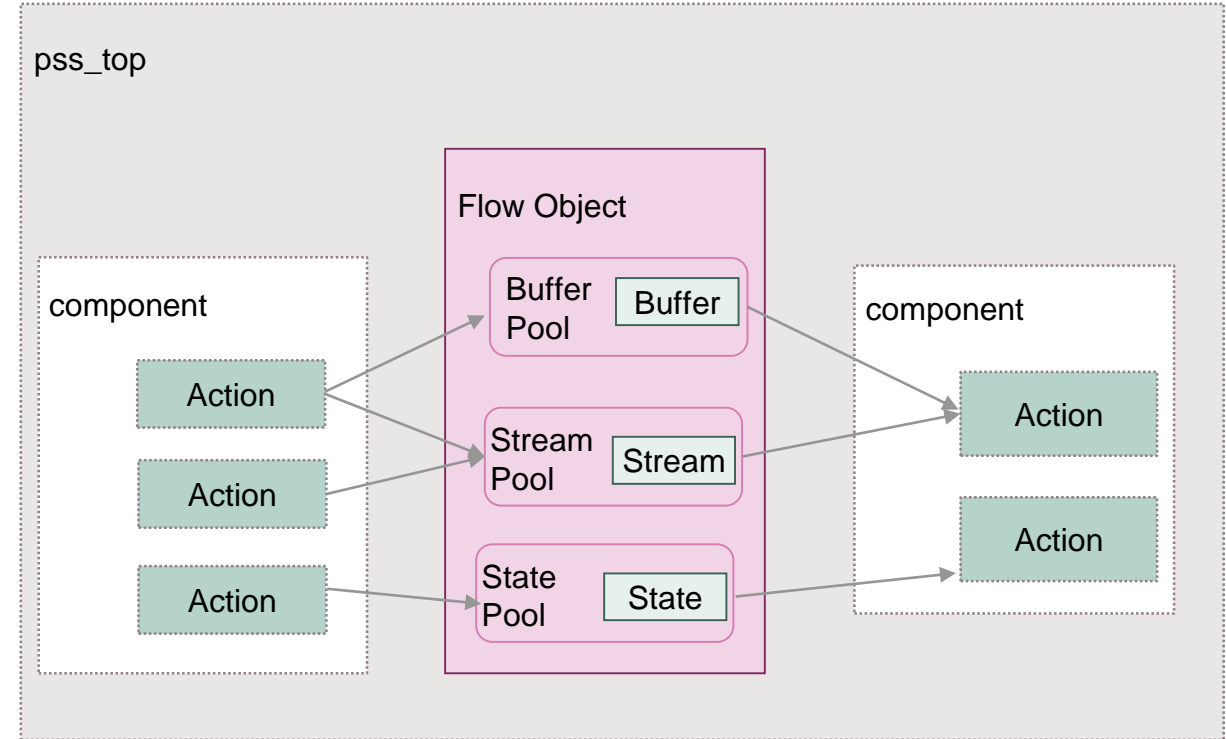 pss_top
component
Action
Action
Action
Flow Object
Buffer
Pool
Buffer
Stream
Pool
Stream
State
Pool
State
component
Action
Action